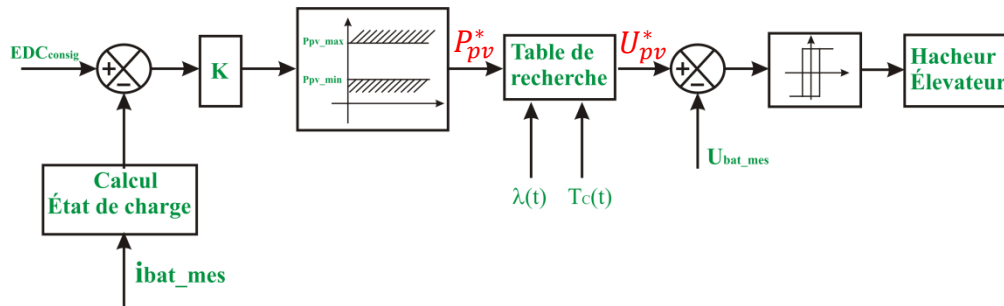 EDCconsig
+
−
K
Ppv_max
Ppv_min
P*pv
Table de
recherche
U*pv
+
−
Hacheur
Élevateur
Ubat_mes
λ(t)
Tc(t)
Calcul
État de charge
ibat_mes